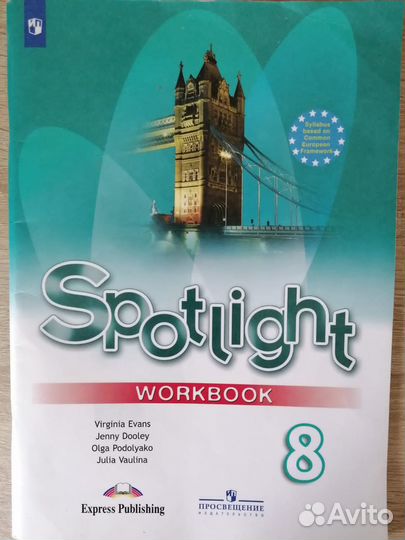 Syllabus
based on
Common
European
Framework
Spotlight
WORKBOOK
Virginia Evans
Jenny Dooley
Olga Podolyako
Julia Vaulina
8
Express Publishing
ПРОСВЕЩЕНИЕ
ИЗДАТЕЛЬСТВО
Avito